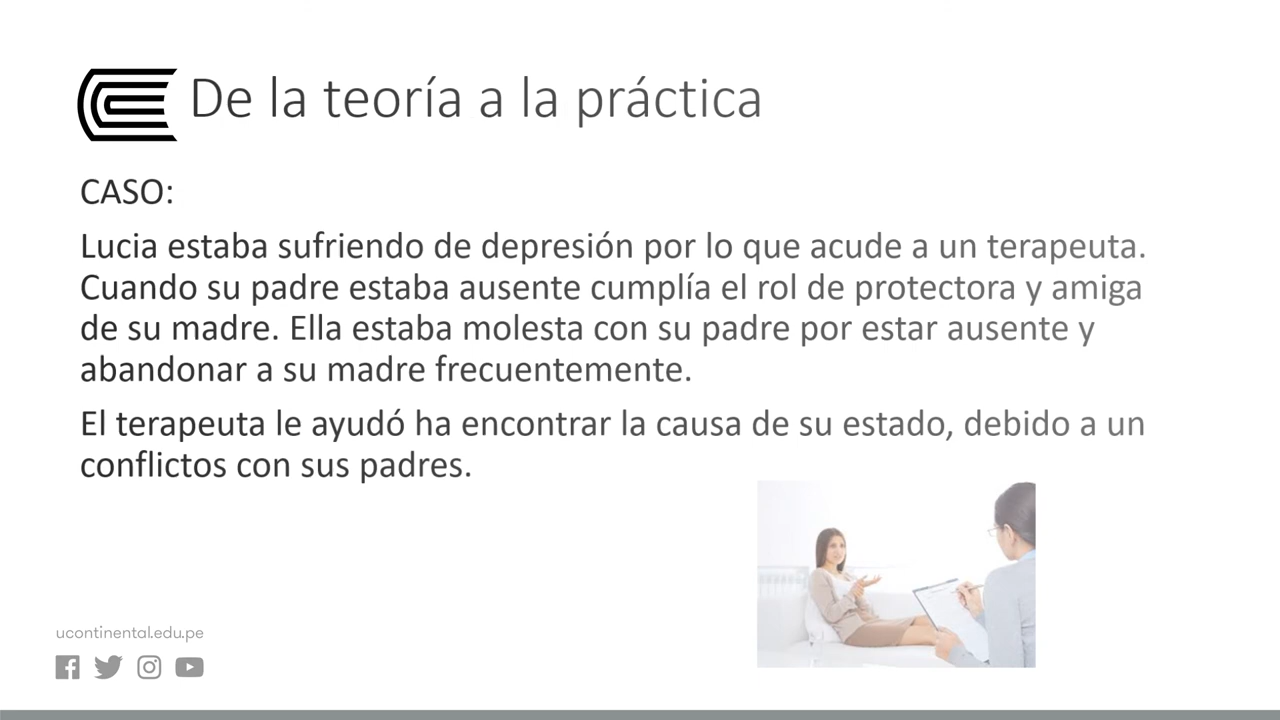 De la teoría a la práctica
CASO:
Lucia estaba sufriendo de depresión por lo que acude a un terapeuta.
Cuando su padre estaba ausente cumplía el rol de protectora y amiga
de su madre. Ella estaba molesta con su padre por estar ausente y
abandonar a su madre frecuentemente.
El terapeuta le ayudó ha encontrar la causa de su estado, debido a un
conflictos con sus padres.
ucontinental.edu.pe